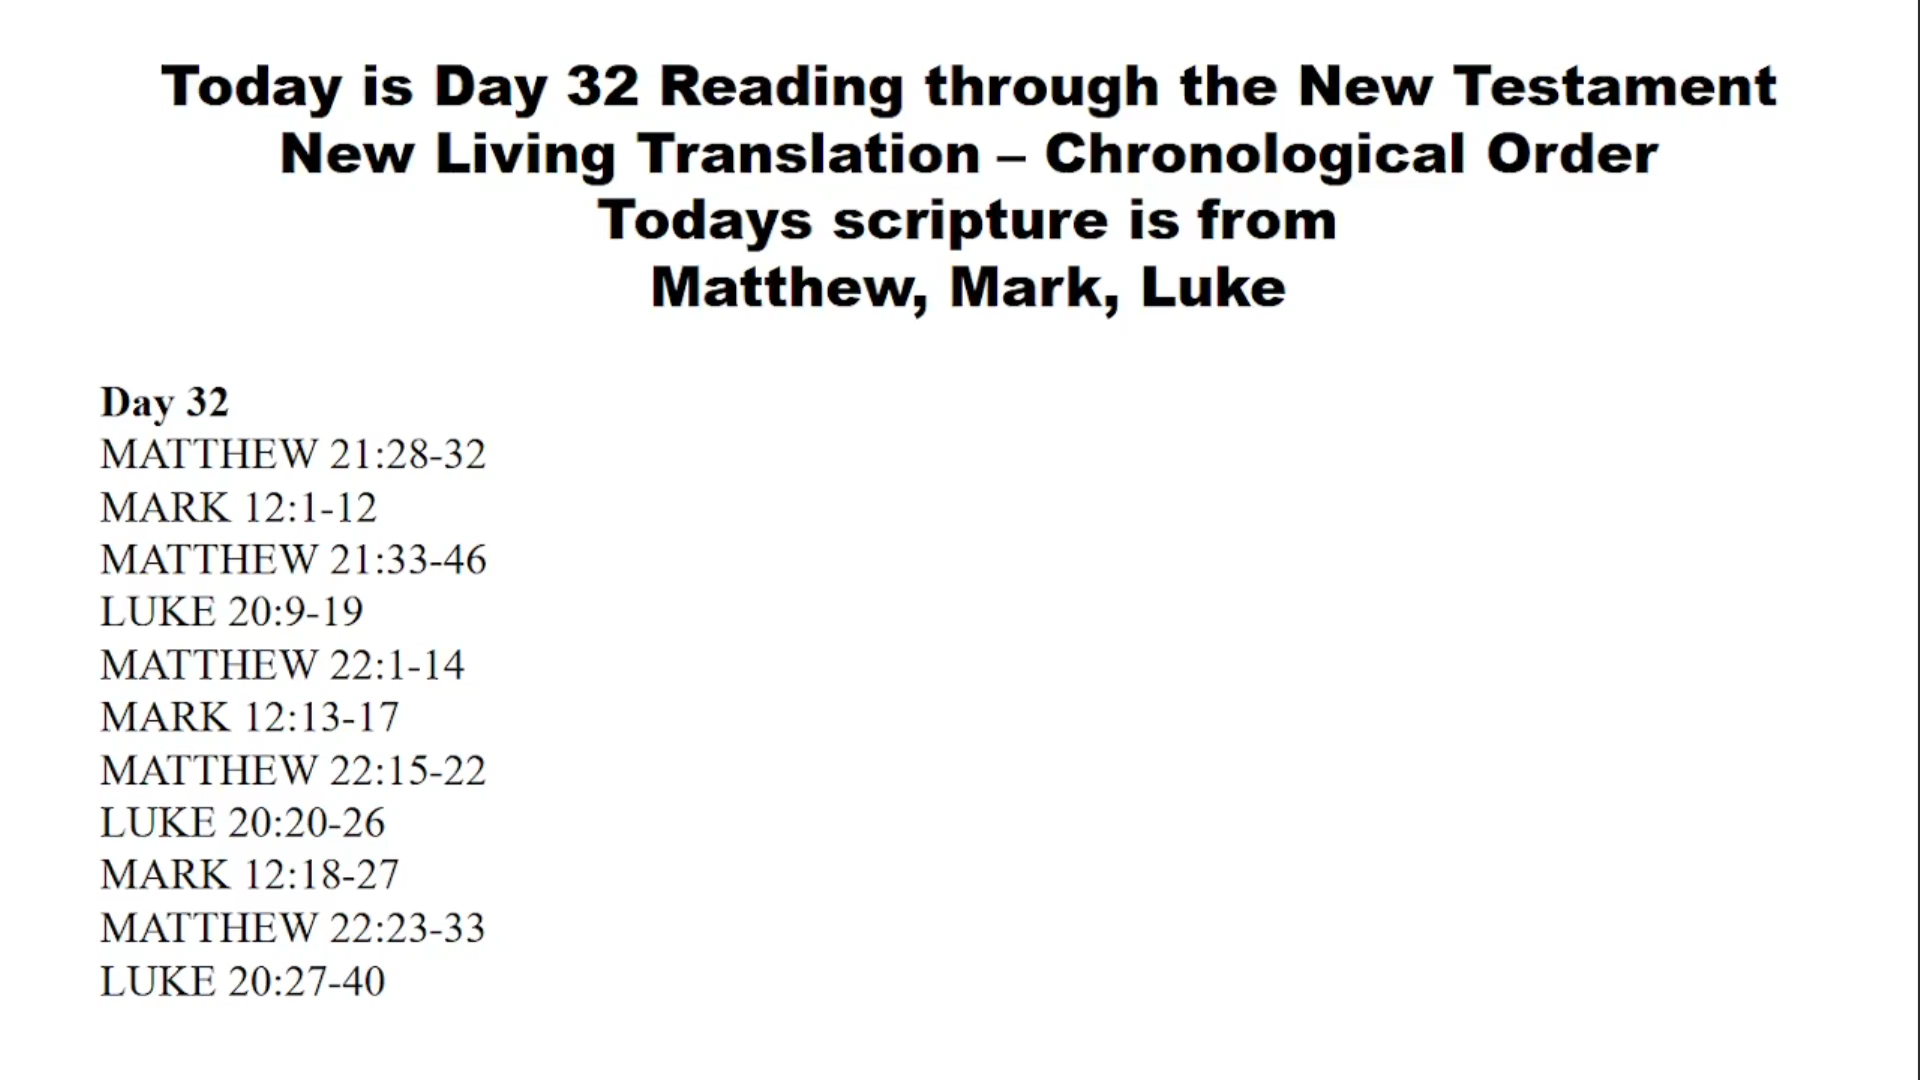 Today is Day 32 Reading through the New Testament
New Living Translation – Chronological Order
Todays scripture is from
Matthew, Mark, Luke
Day 32
MATTHEW 21:28-32
MARK 12:1-12
MATTHEW 21:33-46
LUKE 20:9-19
MATTHEW 22:1-14
MARK 12:13-17
MATTHEW 22:15-22
LUKE 20:20-26
MARK 12:18-27
MATTHEW 22:23-33
LUKE 20:27-40